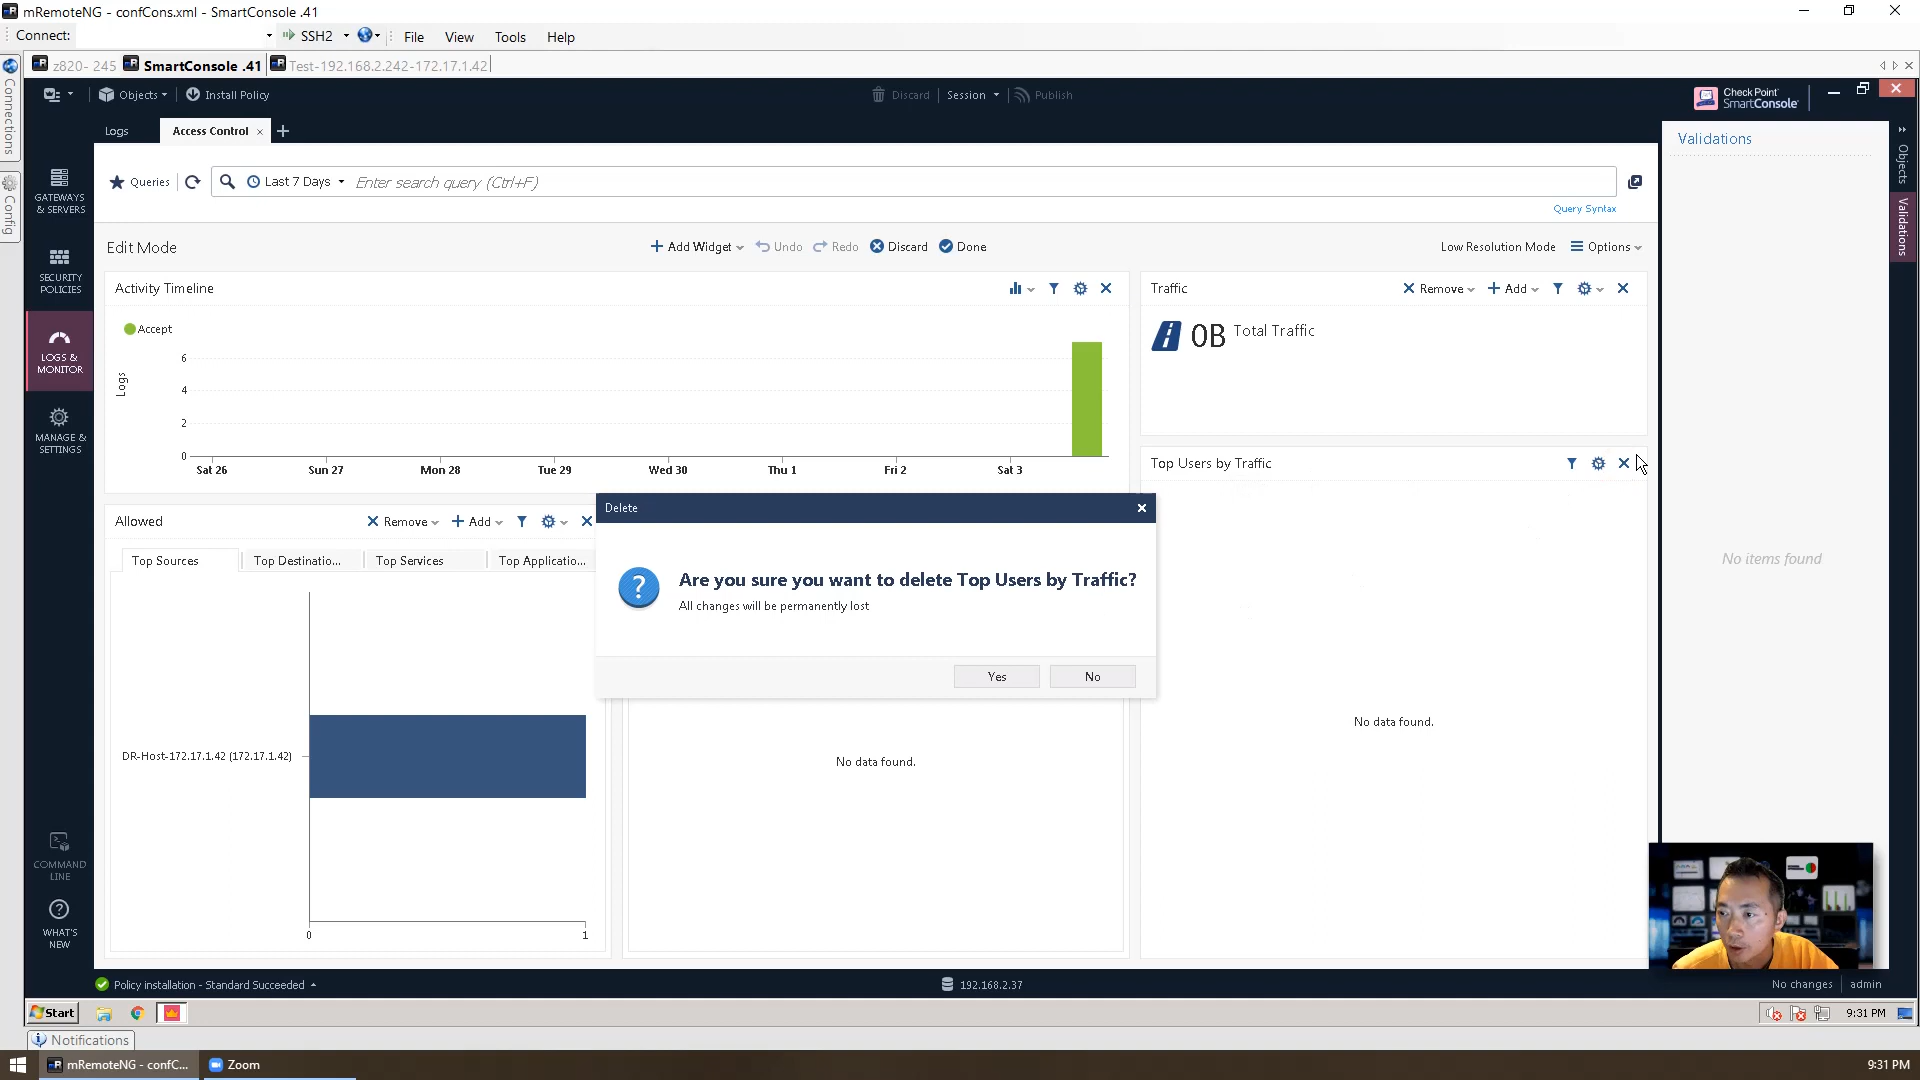 mRemoteNG - confCons.xml - SmartConsole .41
Connect:
SSH2
File View Tools Help
z820- 245
SmartConsole .41
Test-192.168.2.242-172.17.1.42
Connections
Config
Objects
Install Policy
Discard
Session
Publish
Check Point
SmartConsole
Logs
Access Control
Validations
Objects
Validations
No items found
GATEWAYS
& SERVERS
SECURITY
POLICIES
LOGS &
MONITOR
MANAGE &
SETTINGS
COMMAND
LINE
WHAT'S
NEW
Queries
Last 7 Days
Enter search query (Ctrl+F)
Query Syntax
Edit Mode
Add Widget
Undo
Redo
Discard
Done
Low Resolution Mode
Options
Activity Timeline
Accept
Logs
6
4
2
0
Sat 26 Sun 27 Mon 28 Tue 29 Wed 30 Thu 1 Fri 2 Sat 3
Traffic
Remove
Add
0B Total Traffic
Top Users by Traffic
No data found.
Allowed
Remove
Add
Top Sources
Top Destinatio...
Top Services
Top Applicatio...
DR-Host-172.17.1.42 (172.17.1.42)
0 1
No data found.
Delete
Are you sure you want to delete Top Users by Traffic?
All changes will be permanently lost
Yes
No
Policy installation - Standard Succeeded
192.168.2.37
No changes
admin
Start
9:31 PM
Notifications
mRemoteNG - confC...
Zoom
9:31 PM